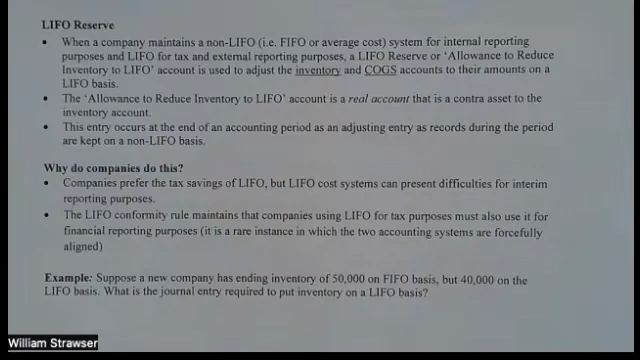 LIFO Reserve
• When a company maintains a non-LIFO (i.e. FIFO or average cost) system for internal reporting
purposes and LIFO for tax and external reporting purposes, a LIFO Reserve or ‘Allowance to Reduce
Inventory to LIFO’ account is used to adjust the inventory and COGS accounts to their amounts on a
LIFO basis.
• The ‘Allowance to Reduce Inventory to LIFO’ account is a real account that is a contra asset to the
inventory account.
• This entry occurs at the end of an accounting period as an adjusting entry as records during the period
are kept on a non-LIFO basis.
Why do companies do this?
• Companies prefer the tax savings of LIFO, but LIFO cost systems can present difficulties for interim
reporting purposes.
• The LIFO conformity rule maintains that companies using LIFO for tax purposes must also use it for
financial reporting purposes (it is a rare instance in which the two accounting systems are forcefully
aligned)
Example: Suppose a new company has ending inventory of 50,000 on FIFO basis, but 40,000 on the
LIFO basis. What is the journal entry required to put inventory on a LIFO basis?
William Strawser